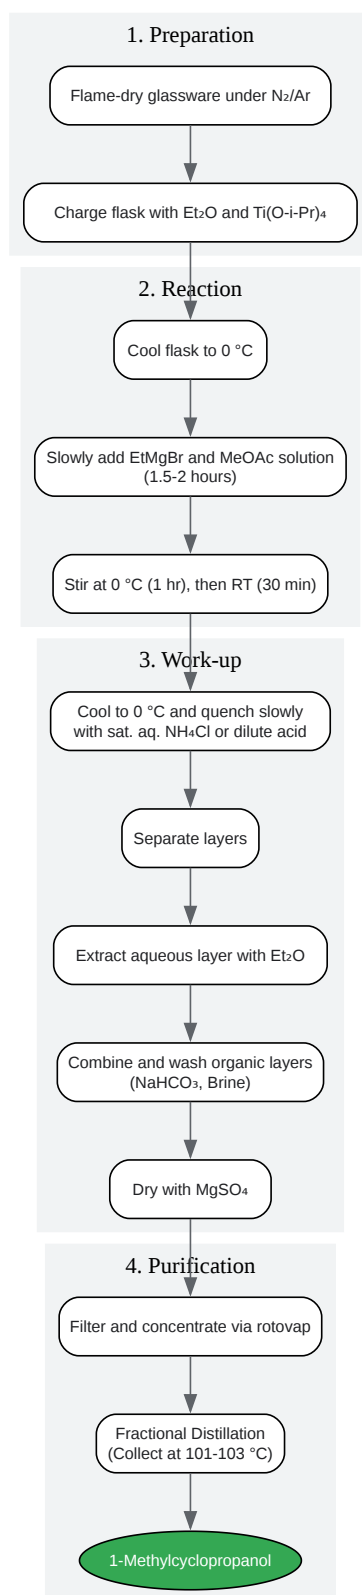 1. Preparation
Flame-dry glassware under N₂/Ar
Charge flask with Et₂O and Ti(O-i-Pr)₄
2. Reaction
Cool flask to 0 °C
Slowly add EtMgBr and MeOAc solution
(1.5-2 hours)
Stir at 0 °C (1 hr), then RT (30 min)
3. Work-up
Cool to 0 °C and quench slowly
with sat. aq. NH₄Cl or dilute acid
Separate layers
Extract aqueous layer with Et₂O
Combine and wash organic layers
(NaHCO₃, Brine)
Dry with MgSO₄
4. Purification
Filter and concentrate via rotovap
Fractional Distillation
(Collect at 101-103 °C)
1-Methylcyclopropanol